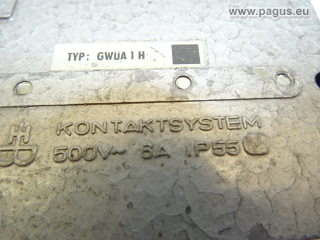 www.pagus.eu
TYP: GWUA 1 H
KONTAKTSYSTEM
500V~ 6A IP55